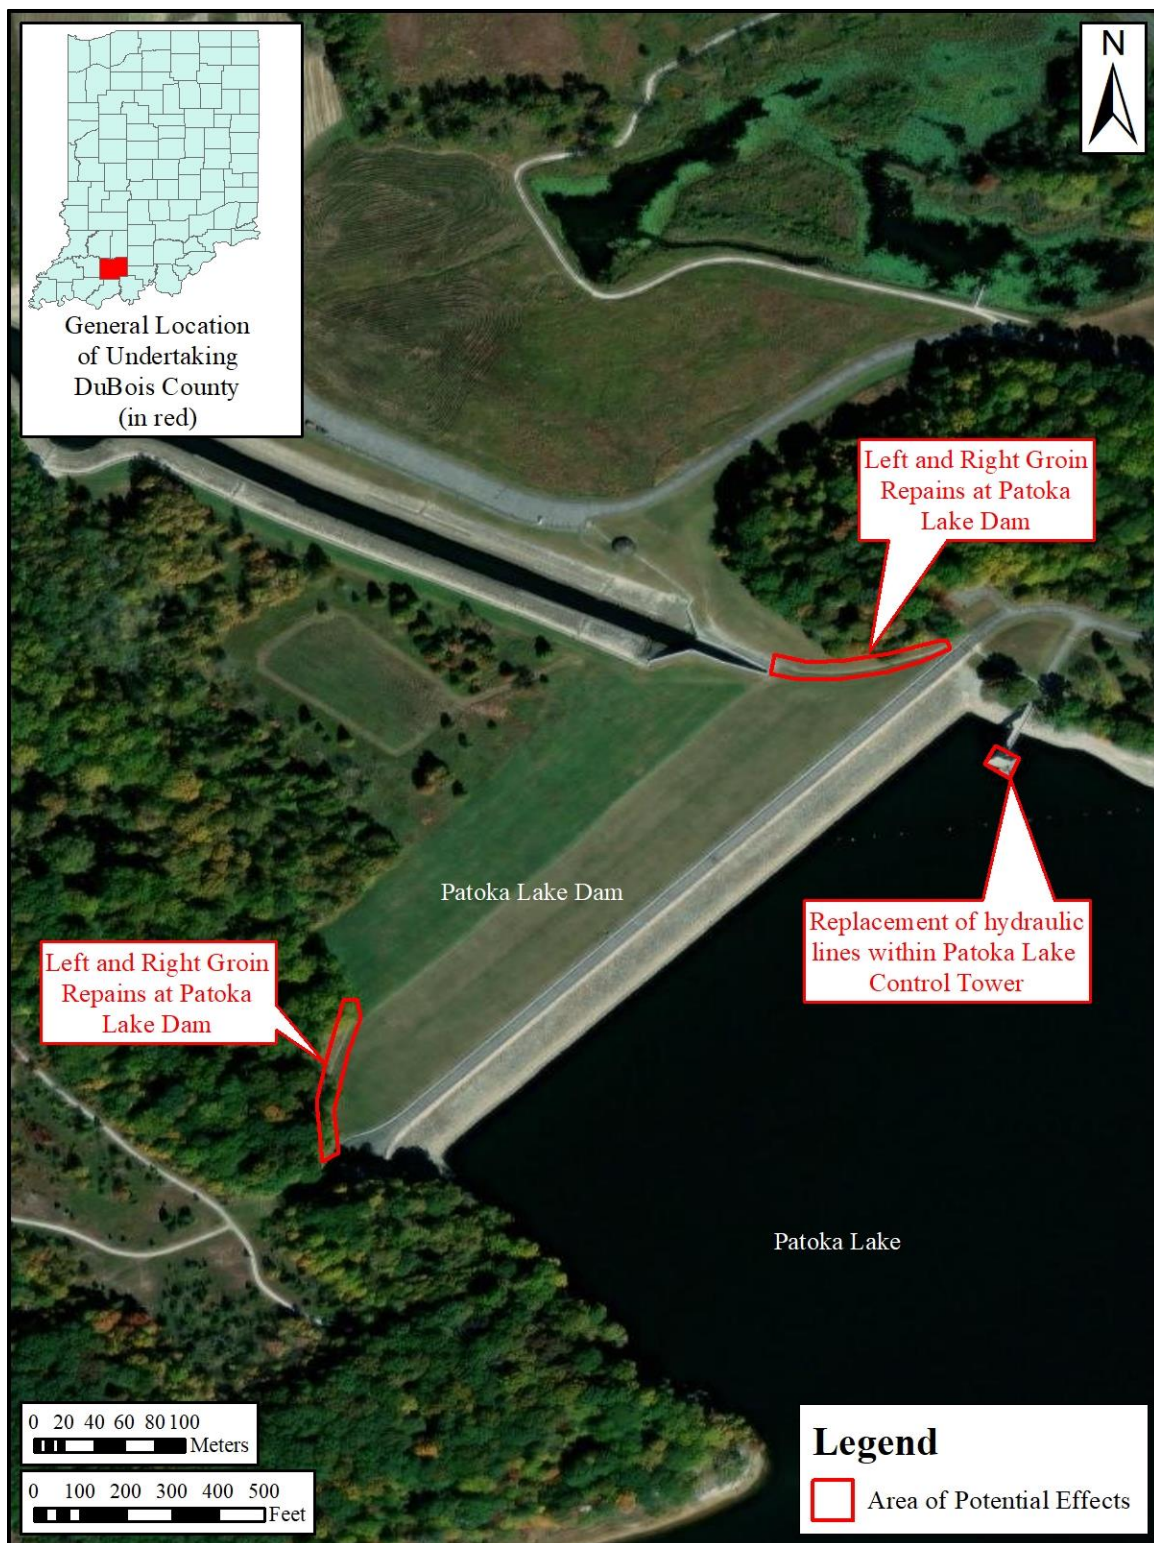 General Location
of Undertaking
DuBois County
(in red)
N
Left and Right Groin
Repains at Patoka
Lake Dam
Patoka Lake Dam
Replacement of hydraulic
lines within Patoka Lake
Control Tower
Left and Right Groin
Repains at Patoka
Lake Dam
Patoka Lake
0 20 40 60 80 100
Meters
0 100 200 300 400 500
Feet
Legend
Area of Potential Effects